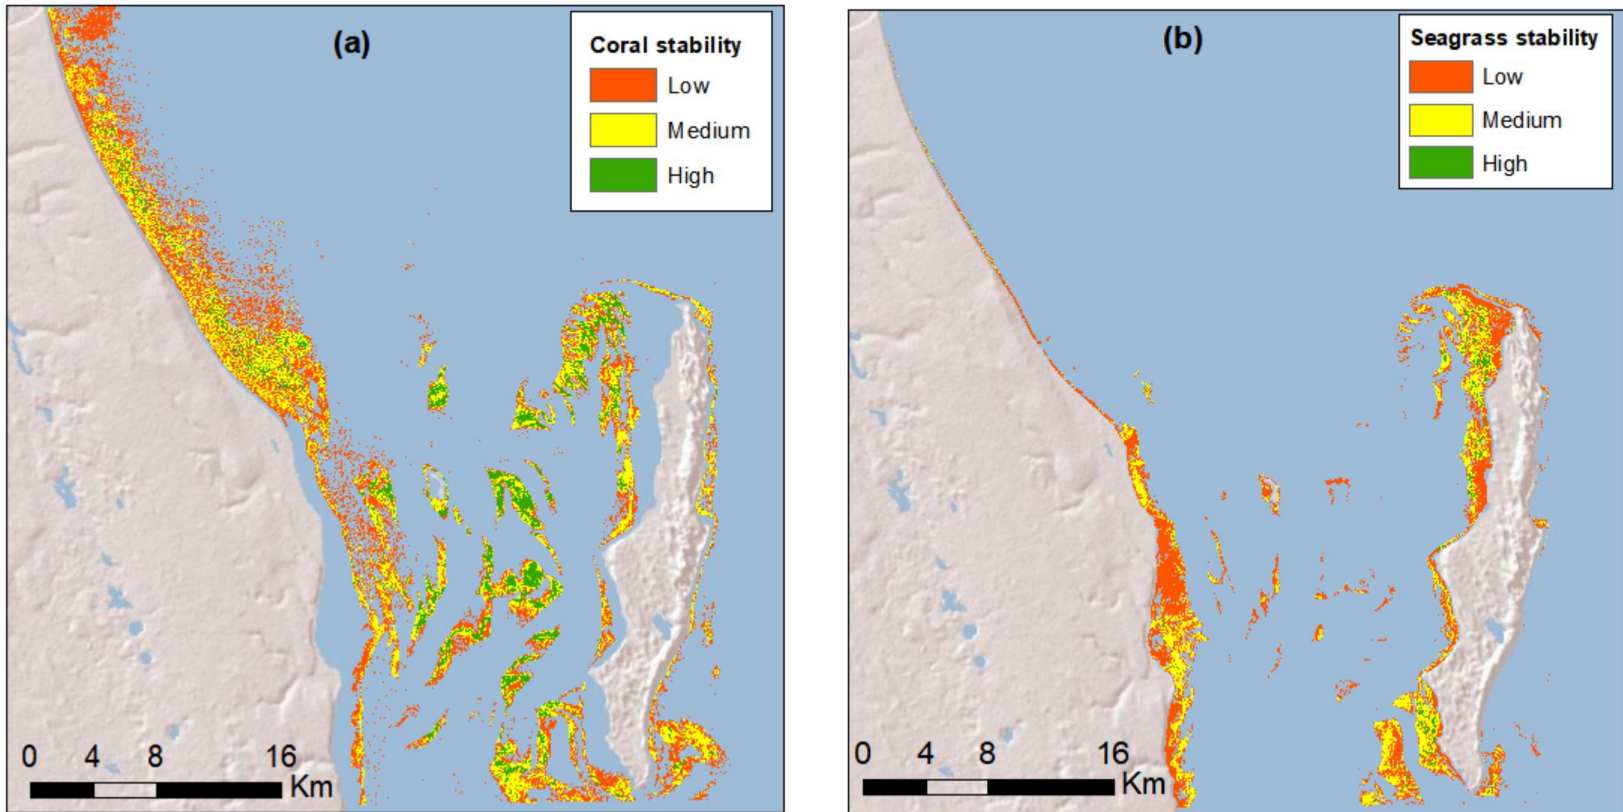 (a)
Coral stability
Low
Medium
High
0 4 8 16
Km
(b)
Seagrass stability
Low
Medium
High
0 4 8 16
Km